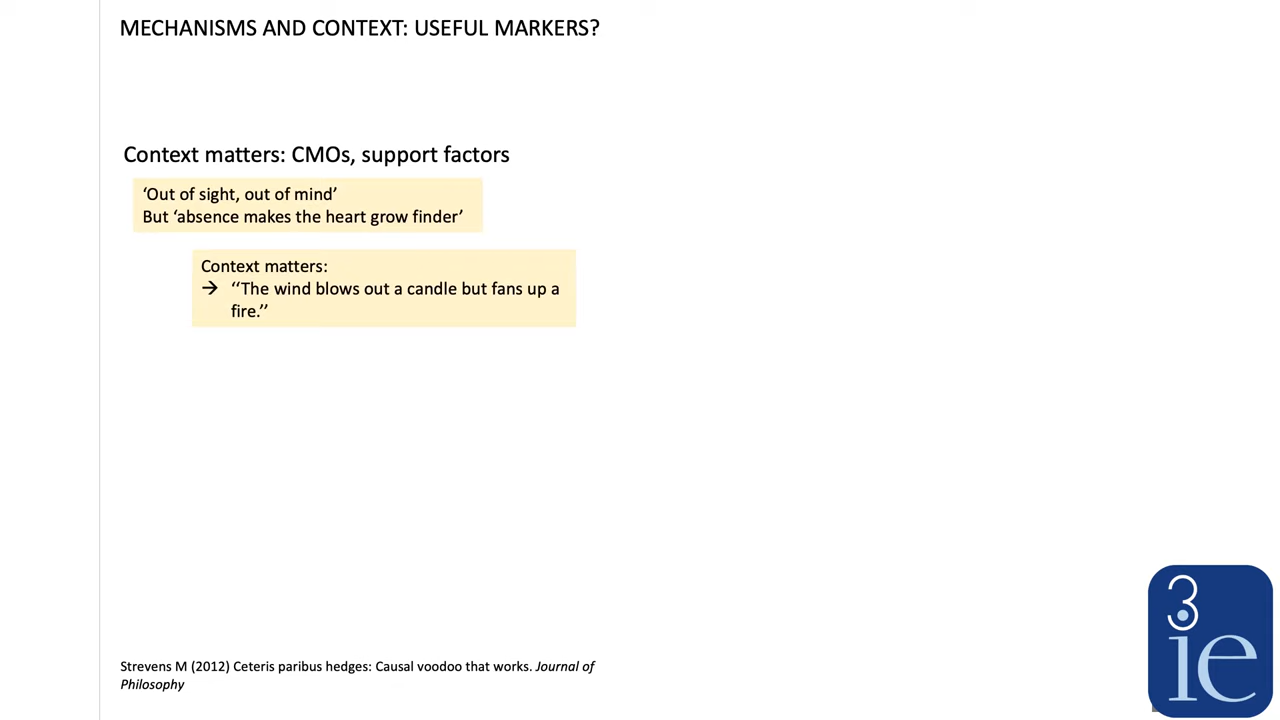 MECHANISMS AND CONTEXT: USEFUL MARKERS?
Context matters: CMOs, support factors
‘Out of sight, out of mind’
But ‘absence makes the heart grow finder’
Context matters:
→ ‘‘The wind blows out a candle but fans up a
fire.’’
Strevens M (2012) Ceteris paribus hedges: Causal voodoo that works. Journal of
Philosophy
3
ie